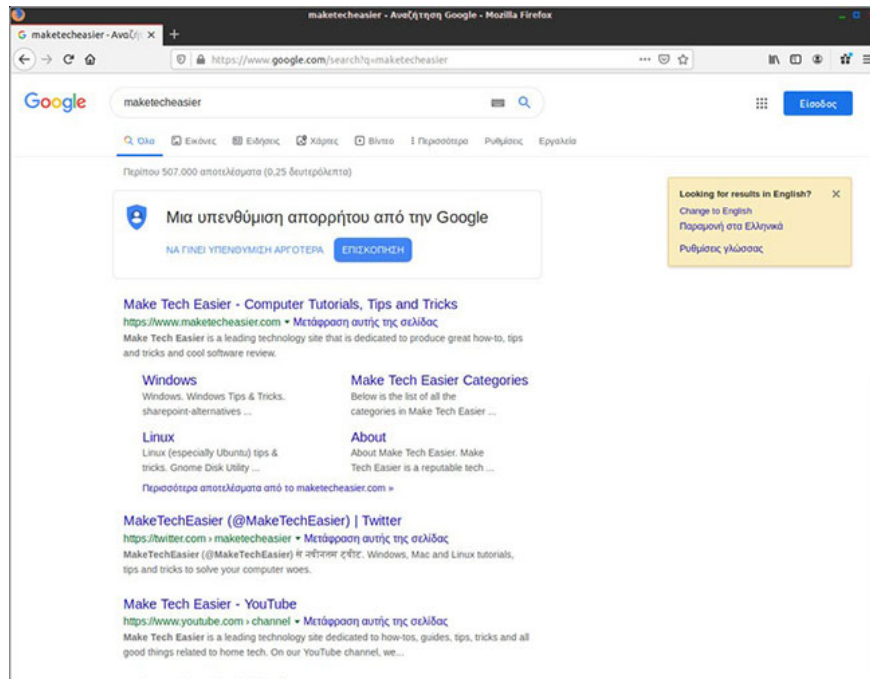 maketecheasier - Αναζήτηση Google - Mozilla Firefox
G maketecheasier - Αναζήτ
https://www.google.com/search?q=maketecheasier
Google
maketecheasier
Είσοδος
Όλα Εικόνες Ειδήσεις Χάρτες Βίντεο Περισσότερα Ρυθμίσεις Εργαλεία
Περίπου 507.000 αποτελέσματα (0,25 δευτερόλεπτα)
Looking for results in English?
Change to English
Παραμονή στα Ελληνικά
Ρυθμίσεις γλώσσας
Μια υπενθύμιση απορρήτου από την Google
ΝΑ ΓΙΝΕΙ ΥΠΕΝΘΥΜΙΣΗ ΑΡΓΟΤΕΡΑ ΕΠΙΣΚΟΠΗΣΗ
Make Tech Easier - Computer Tutorials, Tips and Tricks
https://www.maketecheasier.com ▾ Μετάφραση αυτής της σελίδας
Make Tech Easier is a leading technology site that is dedicated to produce great how-to, tips
and tricks and cool software review.
Windows
Windows. Windows Tips & Tricks.
sharepoint-alternatives ...
Make Tech Easier Categories
Below is the list of all the
categories in Make Tech Easier ...
Linux
Linux (especially Ubuntu) tips &
tricks. Gnome Disk Utility ...
About
About Make Tech Easier. Make
Tech Easier is a reputable tech ...
Περισσότερα αποτελέσματα από το maketecheasier.com »
MakeTechEasier (@MakeTechEasier) | Twitter
https://twitter.com › maketecheasier ▾ Μετάφραση αυτής της σελίδας
MakeTechEasier (@MakeTechEasier) से नवीनतम ट्वीट. Windows, Mac and Linux tutorials,
tips and tricks to solve your computer woes.
Make Tech Easier - YouTube
https://www.youtube.com › channel ▾ Μετάφραση αυτής της σελίδας
Make Tech Easier is a leading technology site dedicated to how-tos, guides, tips, tricks and all
good things related to home tech. On our YouTube channel, we...